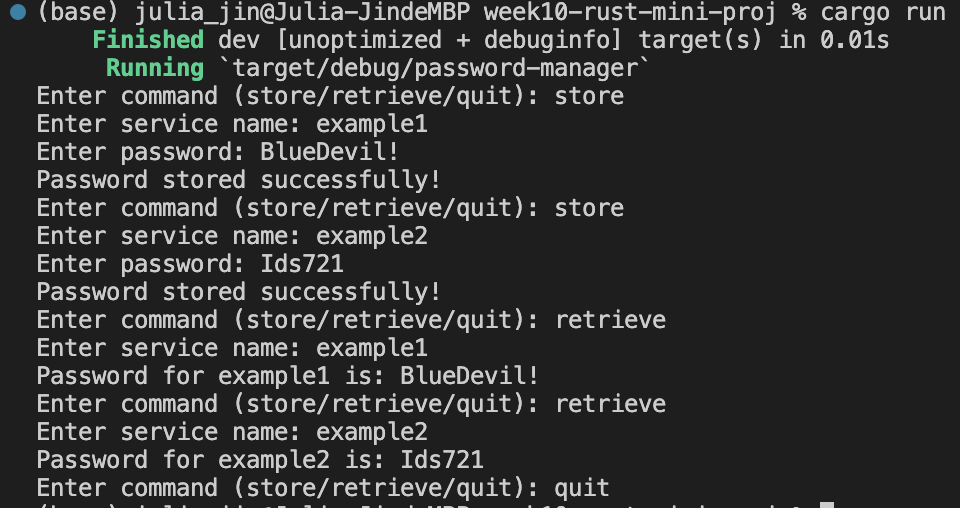 (base) julia_jin@Julia-JindeMBP week10-rust-mini-proj % cargo run
Finished dev [unoptimized + debuginfo] target(s) in 0.01s
Running `target/debug/password-manager`
Enter command (store/retrieve/quit): store
Enter service name: example1
Enter password: BlueDevil!
Password stored successfully!
Enter command (store/retrieve/quit): store
Enter service name: example2
Enter password: Ids721
Password stored successfully!
Enter command (store/retrieve/quit): retrieve
Enter service name: example1
Password for example1 is: BlueDevil!
Enter command (store/retrieve/quit): retrieve
Enter service name: example2
Password for example2 is: Ids721
Enter command (store/retrieve/quit): quit